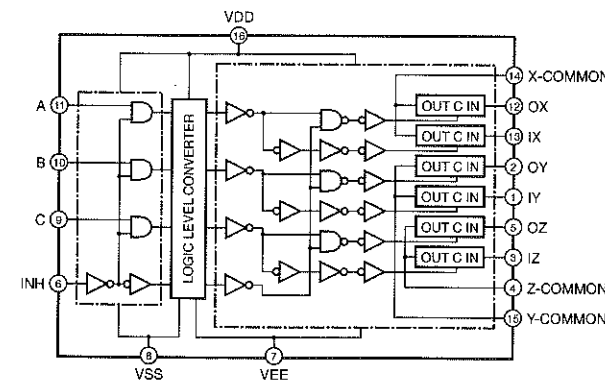 VDD
16
14 X-COMMON
A 11
OUT C IN 12 OX
OUT C IN 13 IX
B 10
OUT C IN 2 OY
OUT C IN 1 IY
C 9
OUT C IN 5 OZ
OUT C IN 3 IZ
LOGIC LEVEL CONVERTER
INH 6
4 Z-COMMON
15 Y-COMMON
8
VSS
7
VEE